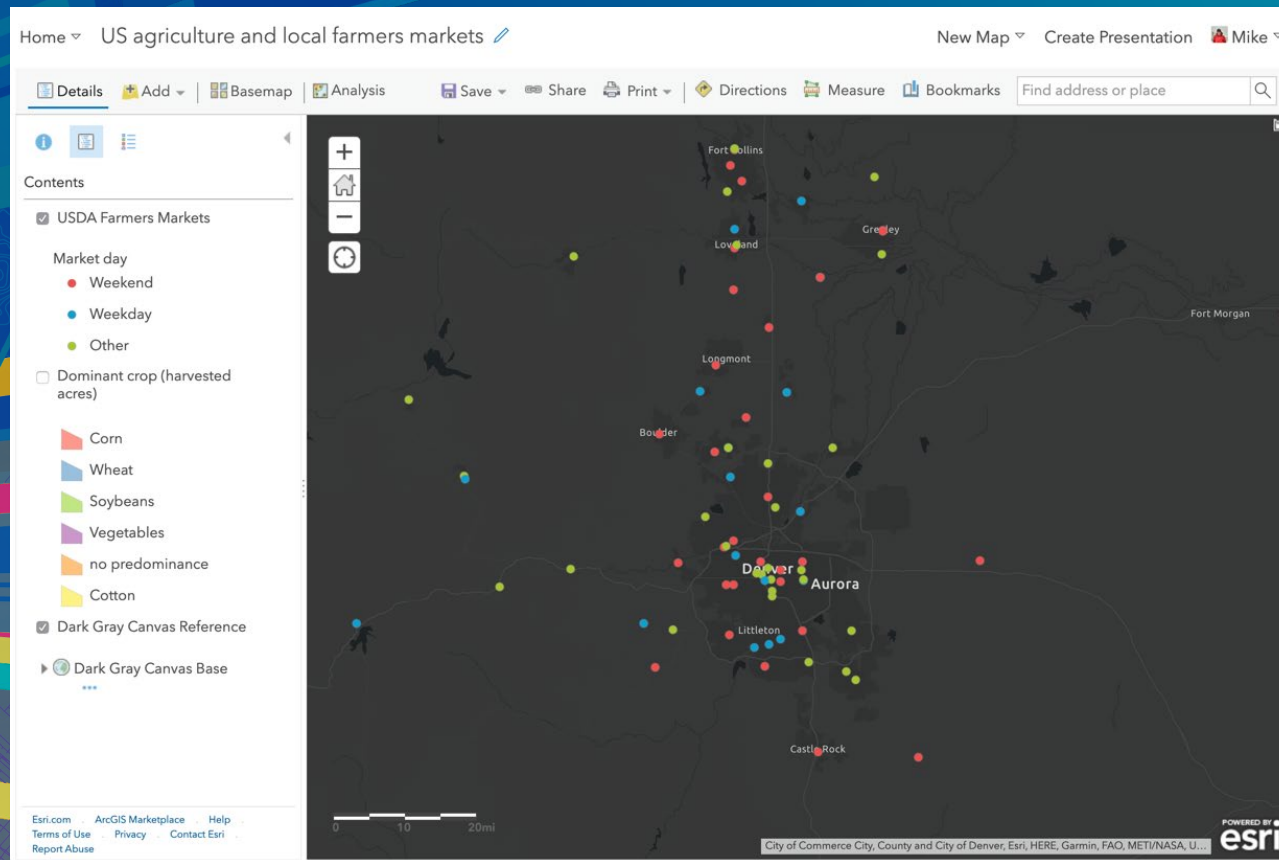 Home US agriculture and local farmers markets New Map Create Presentation Mike
Details Add Basemap Analysis Save Share Print Directions Measure Bookmarks Find address or place
Contents
USDA Farmers Markets
Market day
Weekend
Weekday
Other
Dominant crop (harvested
acres)
Corn
Wheat
Soybeans
Vegetables
no predominance
Cotton
Dark Gray Canvas Reference
Dark Gray Canvas Base
Esri.com ArcGIS Marketplace Help
Terms of Use Privacy Contact Esri
Report Abuse
+
−
Fort Collins
Loveland
Greeley
Fort Morgan
Longmont
Boulder
Denver
Aurora
Littleton
Castle Rock
0 10 20mi
City of Commerce City, County and City of Denver, Esri, HERE, Garmin, FAO, METI/NASA, U...
POWERED BY
esri